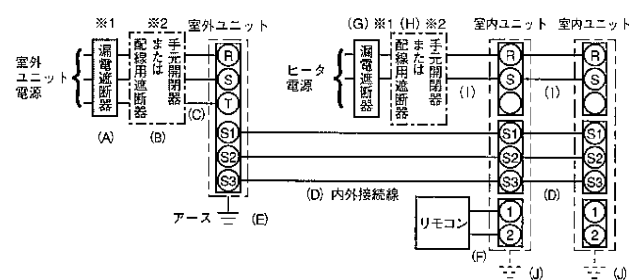 ※1 ※2 室外ユニット
室外
ユニット
電源
漏電遮断器
手元開閉器
または
配線用遮断器
(A)
(B)
(C)
R
S
T
S1
S2
S3
アース
(E)
(G) ※1 (H) ※2 室内ユニット 室内ユニット
ヒータ
電源
漏電遮断器
手元開閉器
または
配線用遮断器
(I)
(I)
R
S
S1
S2
S3
1
2
R
S
S1
S2
S3
1
2
(D) 内外接続線
(D)
リモコン
(F)
(J)
(J)